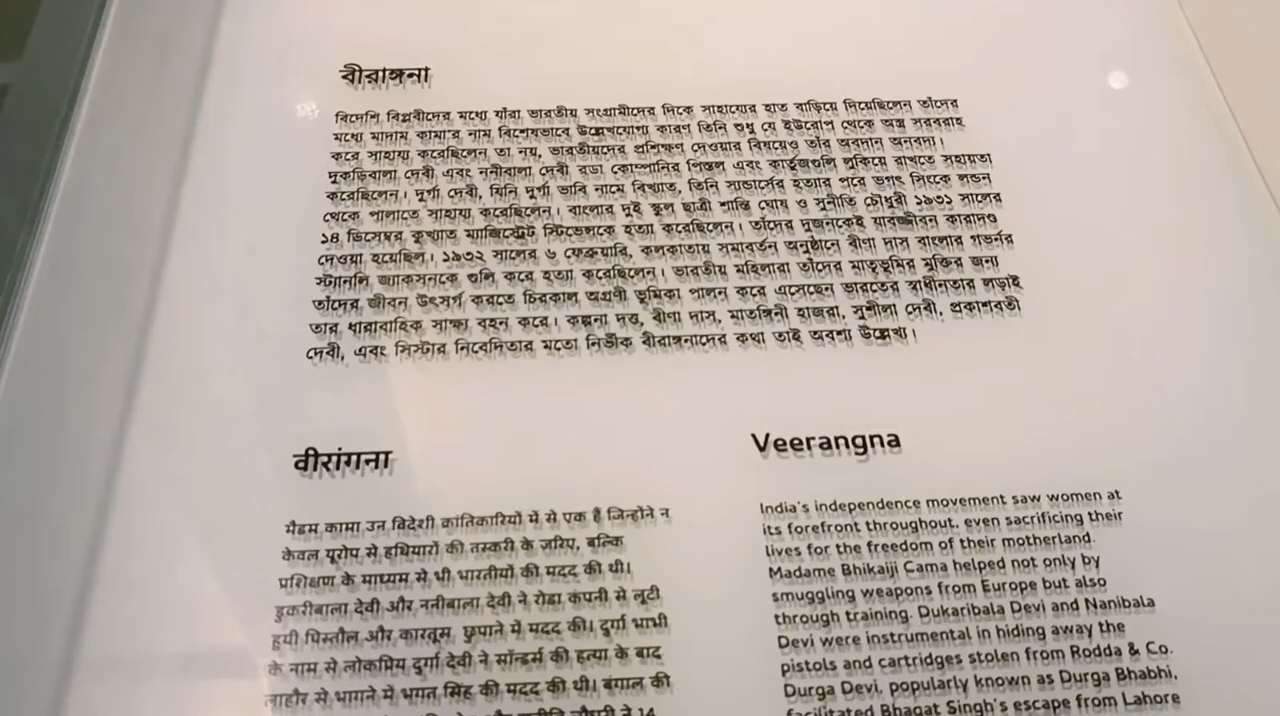 বীরাঙ্গনা
বিদেশি বিপ্লবীদের মধ্যে যাঁরা ভারতীয় সংগ্রামীদের দিকে সাহায্যের হাত বাড়িয়ে দিয়েছিলেন তাঁদের
মধ্যে মাদাম কামা'র নাম বিশেষভাবে উল্লেখযোগ্য কারণ তিনি শুধু যে ইউরোপ থেকে অস্ত্র সরবরাহ
করে সাহায্য করেছিলেন তা নয়, ভারতীয়দের প্রশিক্ষণ দেওয়ার বিষয়েও তাঁর অবদান অনবদ্য।
দুকড়িবালা দেবী এবং ননীবালা দেবী রডা কোম্পানির পিস্তল এবং কার্তুজগুলি লুকিয়ে রাখতে সহায়তা
করেছিলেন। দুর্গা দেবী, যিনি দুর্গা ভাবি নামে বিখ্যাত, তিনি সান্ডার্সের হত্যার পরে ভগৎ সিংকে লন্ডন
থেকে পালাতে সাহায্য করেছিলেন। বাংলার দুই স্কুল ছাত্রী শান্তি ঘোষ ও সুনীতি চৌধুরী ১৯৩১ সালের
১৪ ডিসেম্বর কুখ্যাত ম্যাজিস্ট্রেট স্টিভেন্সকে হত্যা করেছিলেন। তাঁদের দুজনকেই যাবজ্জীবন কারাদণ্ড
দেওয়া হয়েছিল। ১৯৩২ সালের ৬ ফেব্রুয়ারি, কলকাতায় সমাবর্তন অনুষ্ঠানে বীণা দাস বাংলার গভর্নর
স্ট্যানলি জ্যাকসনকে গুলি করে হত্যা করেছিলেন। ভারতীয় মহিলারা তাঁদের মাতৃভূমির মুক্তির জন্য
তাঁদের জীবন উৎসর্গ করতে চিরকাল অগ্রণী ভূমিকা পালন করে এসেছেন ভারতের স্বাধীনতার লড়াই
তার ধারাবাহিক সাক্ষ্য বহন করে। কল্পনা দত্ত, বীণা দাস, মাতঙ্গিনী হাজরা, সুশীলা দেবী, প্রকাশবতী
দেবী, এবং সিস্টার নিবেদিতার মতো নির্ভীক বীরাঙ্গনাদের কথা তাই অবশ্য উল্লেখ্য।
वीरांगना
मैडम कामा उन विदेशी क्रांतिकारियों में से एक हैं जिन्होंने न
केवल यूरोप से हथियारों की तस्करी के ज़रिए, बल्कि
प्रशिक्षण के माध्यम से भी भारतीयों की मदद की थी।
डुकरीबाला देवी और ननीबाला देवी ने रोडा कंपनी से लूटी
हुयी पिस्तौल और कारतूस छुपाने में मदद की। दुर्गा भाभी
के नाम से लोकप्रिय दुर्गा देवी ने सॉन्डर्स की हत्या के बाद
लाहौर से भागने में भगत सिंह की मदद की थी। बंगाल की
Veerangna
India's independence movement saw women at
its forefront throughout, even sacrificing their
lives for the freedom of their motherland.
Madame Bhikaiji Cama helped not only by
smuggling weapons from Europe but also
through training. Dukaribala Devi and Nanibala
Devi were instrumental in hiding away the
pistols and cartridges stolen from Rodda & Co.
Durga Devi, popularly known as Durga Bhabhi,
facilitated Bhagat Singh's escape from Lahore